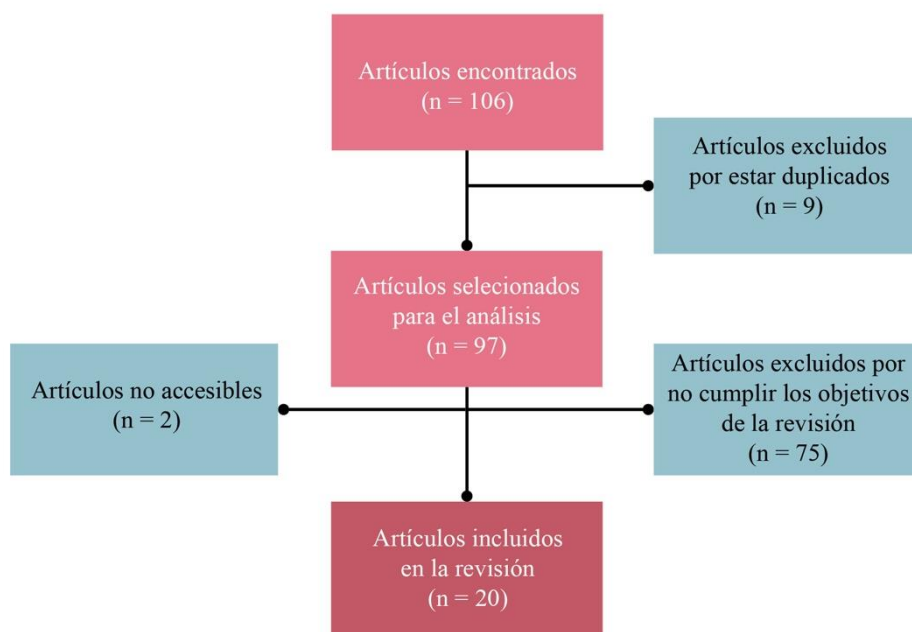 Artículos encontrados
(n = 106)
Artículos excluidos
por estar duplicados
(n = 9)
Artículos selecionados
para el análisis
(n = 97)
Artículos no accesibles
(n = 2)
Artículos excluidos por
no cumplir los objetivos
de la revisión
(n = 75)
Artículos incluidos
en la revisión
(n = 20)